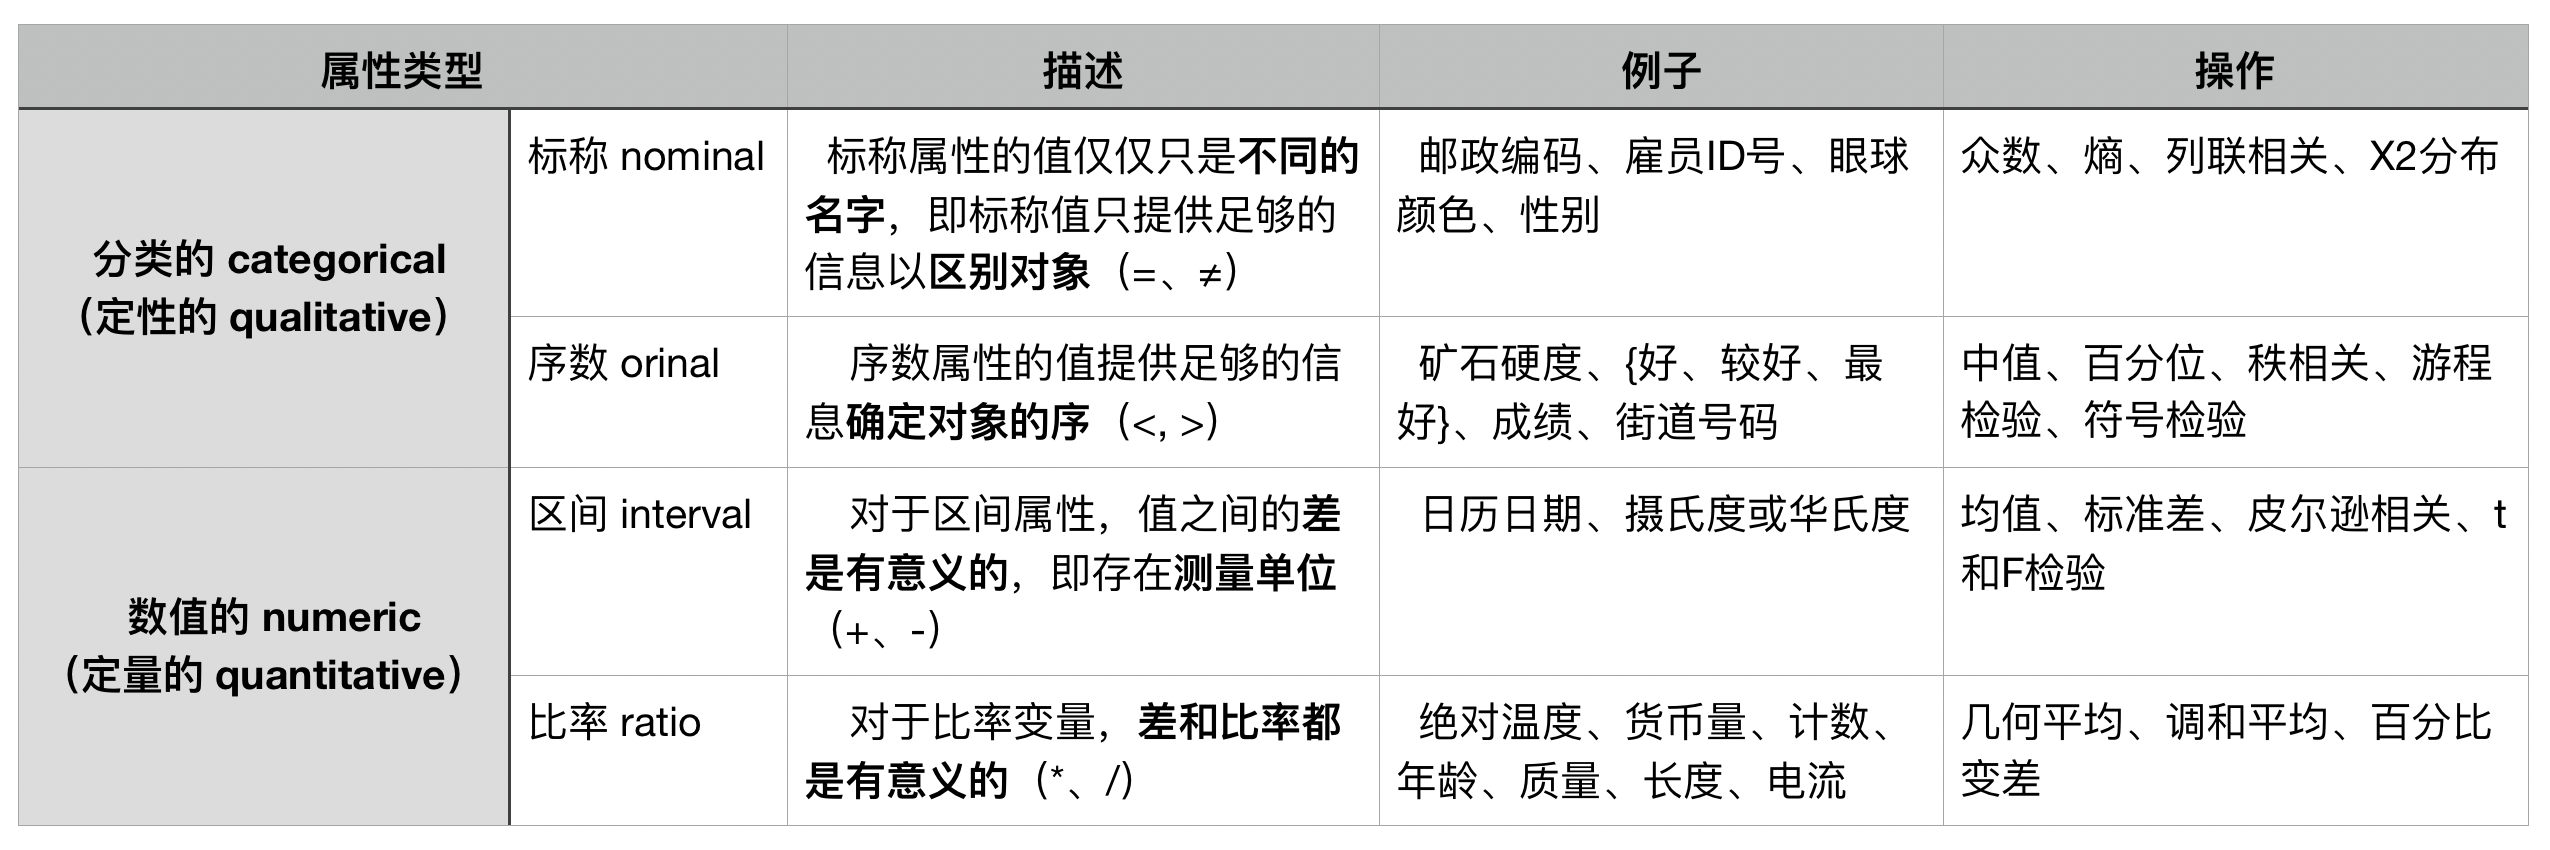 属性类型
描述
例子
操作
分类的 categorical
（定性的 qualitative）
标称 nominal
标称属性的值仅仅只是不同的
名字，即标称值只提供足够的
信息以区别对象（=、≠）
邮政编码、雇员ID号、眼球
颜色、性别
众数、熵、列联相关、X2分布
序数 orinal
序数属性的值提供足够的信
息确定对象的序（<, >）
矿石硬度、{好、较好、最
好}、成绩、街道号码
中值、百分位、秩相关、游程
检验、符号检验
数值的 numeric
（定量的 quantitative）
区间 interval
对于区间属性，值之间的差
是有意义的，即存在测量单位
（+、-）
日历日期、摄氏度或华氏度
均值、标准差、皮尔逊相关、t
和F检验
比率 ratio
对于比率变量，差和比率都
是有意义的（*、/）
绝对温度、货币量、计数、
年龄、质量、长度、电流
几何平均、调和平均、百分比
变差